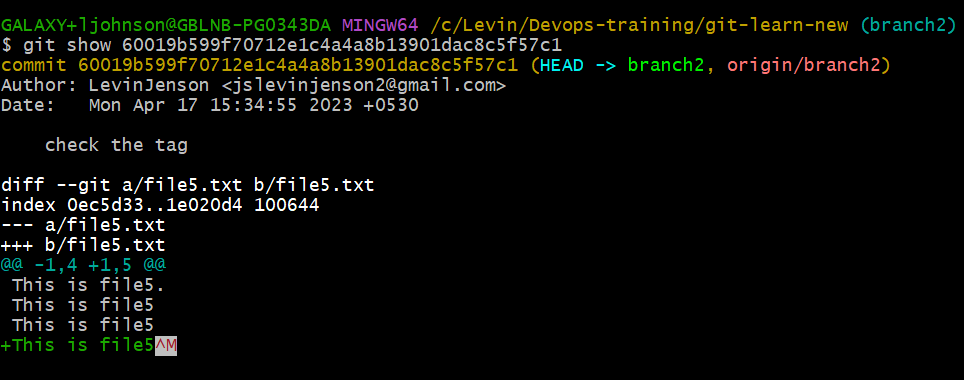 GALAXY+ljohnson@GBLNB-PG0343DA MINGW64 /c/Levin/Devops-training/git-learn-new (branch2)
$ git show 60019b599f70712e1c4a4a8b13901dac8c5f57c1
commit 60019b599f70712e1c4a4a8b13901dac8c5f57c1 (HEAD -> branch2, origin/branch2)
Author: LevinJenson <jslevinjenson2@gmail.com>
Date:   Mon Apr 17 15:34:55 2023 +0530
    check the tag
diff --git a/file5.txt b/file5.txt
index 0ec5d33..1e020d4 100644
--- a/file5.txt
+++ b/file5.txt
@@ -1,4 +1,5 @@
 This is file5.
 This is file5
 This is file5
+This is file5^M